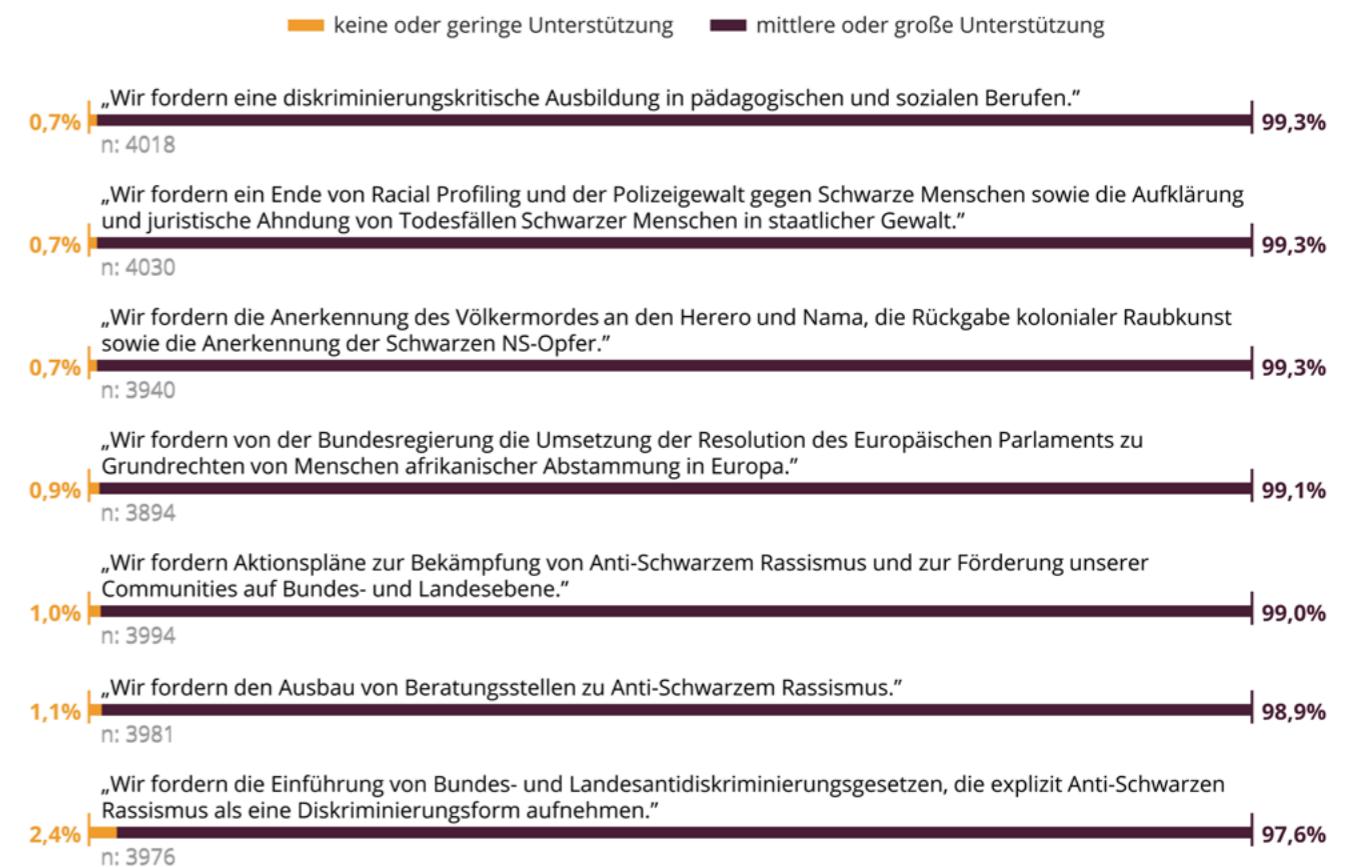 keine oder geringe Unterstützung mittlere oder große Unterstützung
„Wir fordern eine diskriminierungskritische Ausbildung in pädagogischen und sozialen Berufen.”
0,7% 99,3%
n: 4018
„Wir fordern ein Ende von Racial Profiling und der Polizeigewalt gegen Schwarze Menschen sowie die Aufklärung
und juristische Ahndung von Todesfällen Schwarzer Menschen in staatlicher Gewalt.”
0,7% 99,3%
n: 4030
„Wir fordern die Anerkennung des Völkermordes an den Herero und Nama, die Rückgabe kolonialer Raubkunst
sowie die Anerkennung der Schwarzen NS-Opfer.”
0,7% 99,3%
n: 3940
„Wir fordern von der Bundesregierung die Umsetzung der Resolution des Europäischen Parlaments zu
Grundrechten von Menschen afrikanischer Abstammung in Europa.”
0,9% 99,1%
n: 3894
„Wir fordern Aktionspläne zur Bekämpfung von Anti-Schwarzem Rassismus und zur Förderung unserer
Communities auf Bundes- und Landesebene.”
1,0% 99,0%
n: 3994
„Wir fordern den Ausbau von Beratungsstellen zu Anti-Schwarzem Rassismus.”
1,1% 98,9%
n: 3981
„Wir fordern die Einführung von Bundes- und Landesantidiskriminierungsgesetzen, die explizit Anti-Schwarzen
Rassismus als eine Diskriminierungsform aufnehmen.”
2,4% 97,6%
n: 3976